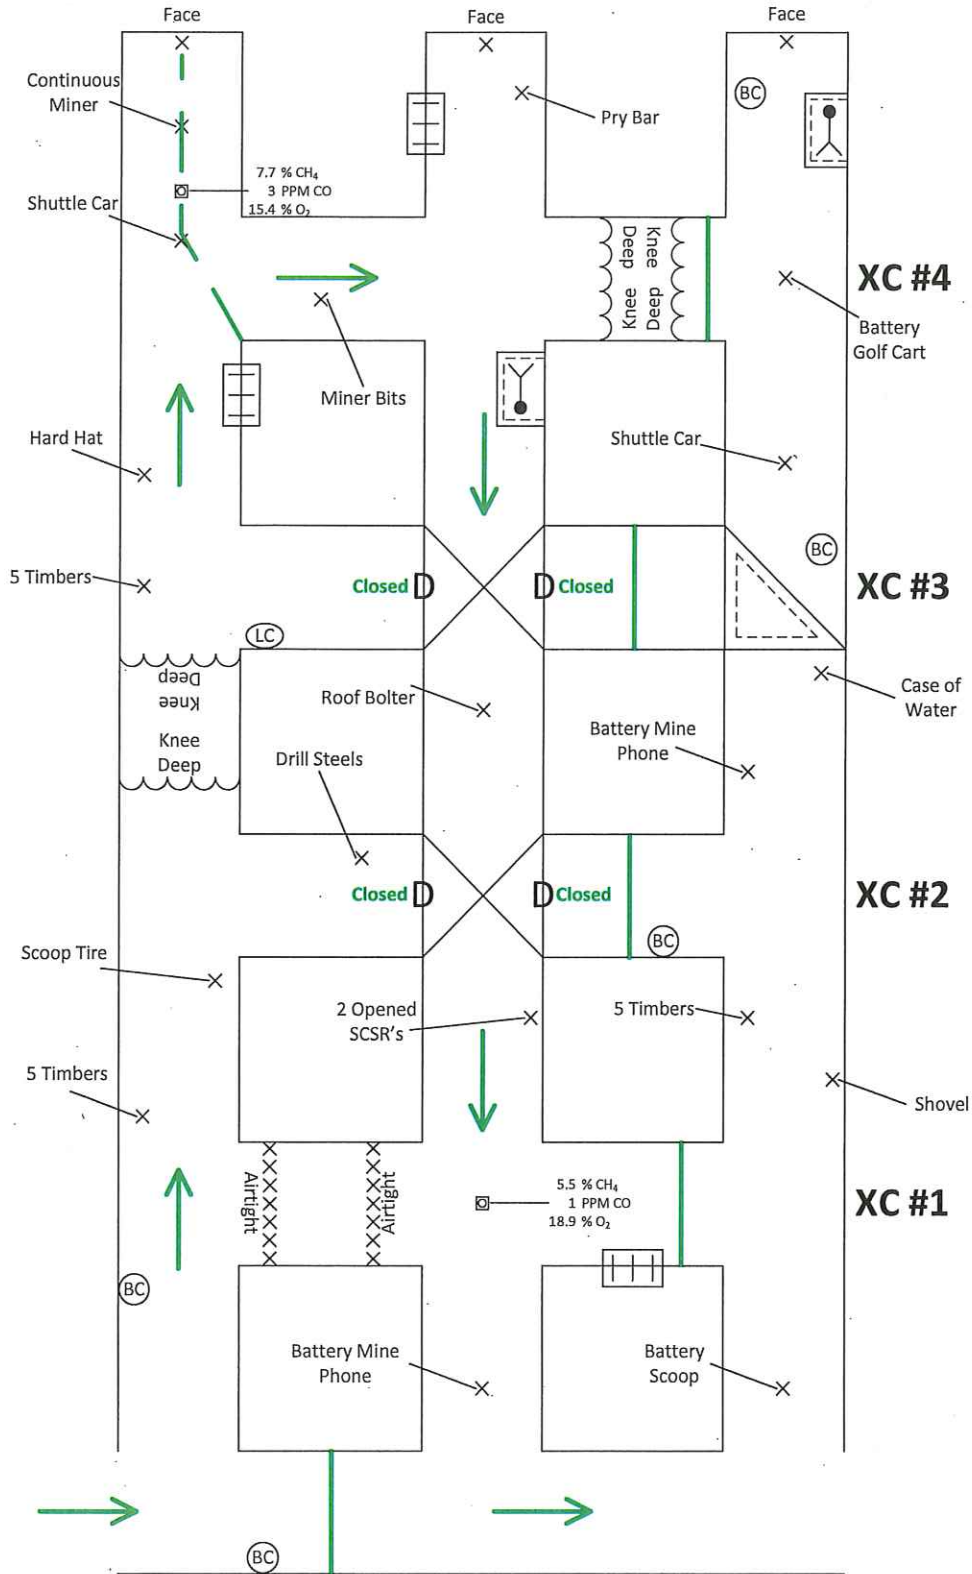 Face
Face
Face
Continuous
Miner
BC
Pry Bar
7.7 % CH₄
3 PPM CO
15.4 % O₂
Shuttle Car
Knee
Deep
Knee
Deep
XC #4
Battery
Golf Cart
Miner Bits
Hard Hat
Shuttle Car
BC
5 Timbers
Closed D
D Closed
XC #3
LC
Knee
Deep
Knee
Deep
Roof Bolter
Case of
Water
Battery Mine
Phone
Drill Steels
Closed D
D Closed
XC #2
BC
Scoop Tire
2 Opened
SCSR's
5 Timbers
5 Timbers
Shovel
Airtight
Airtight
5.5 % CH₄
1 PPM CO
18.9 % O₂
XC #1
BC
Battery Mine
Phone
Battery
Scoop
BC